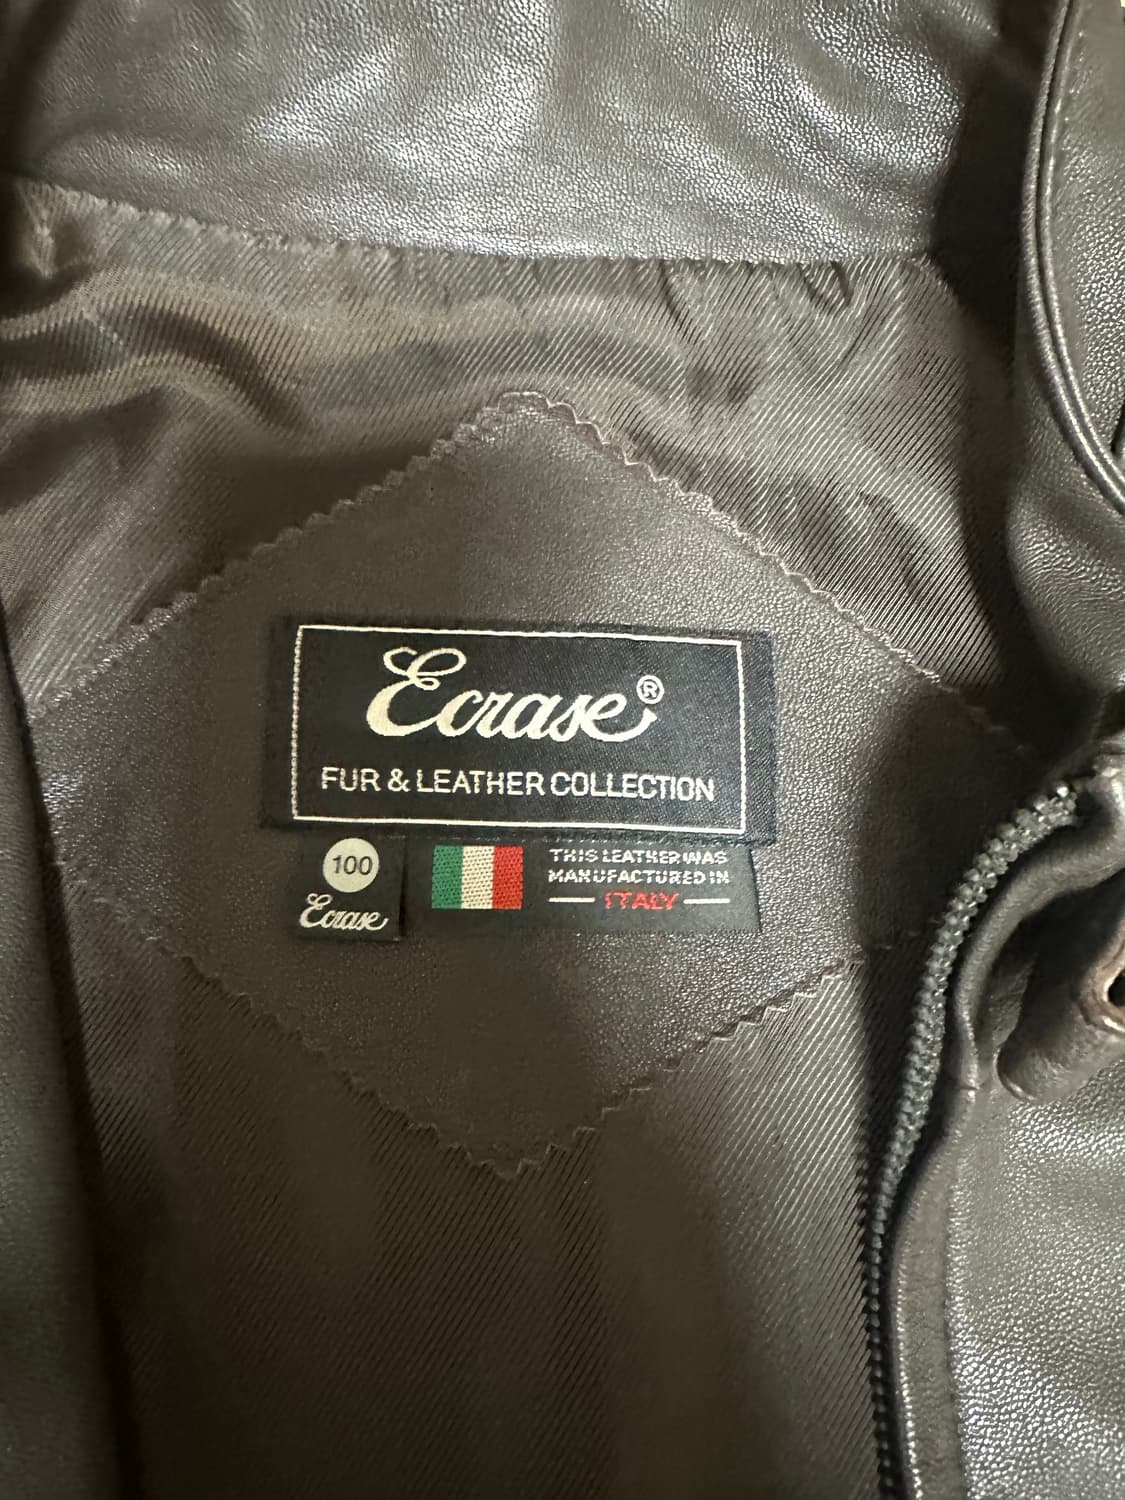 Ecrase®
FUR & LEATHER COLLECTION
100
Ecrase
THIS LEATHER WAS
MANUFACTURED IN
ITALY